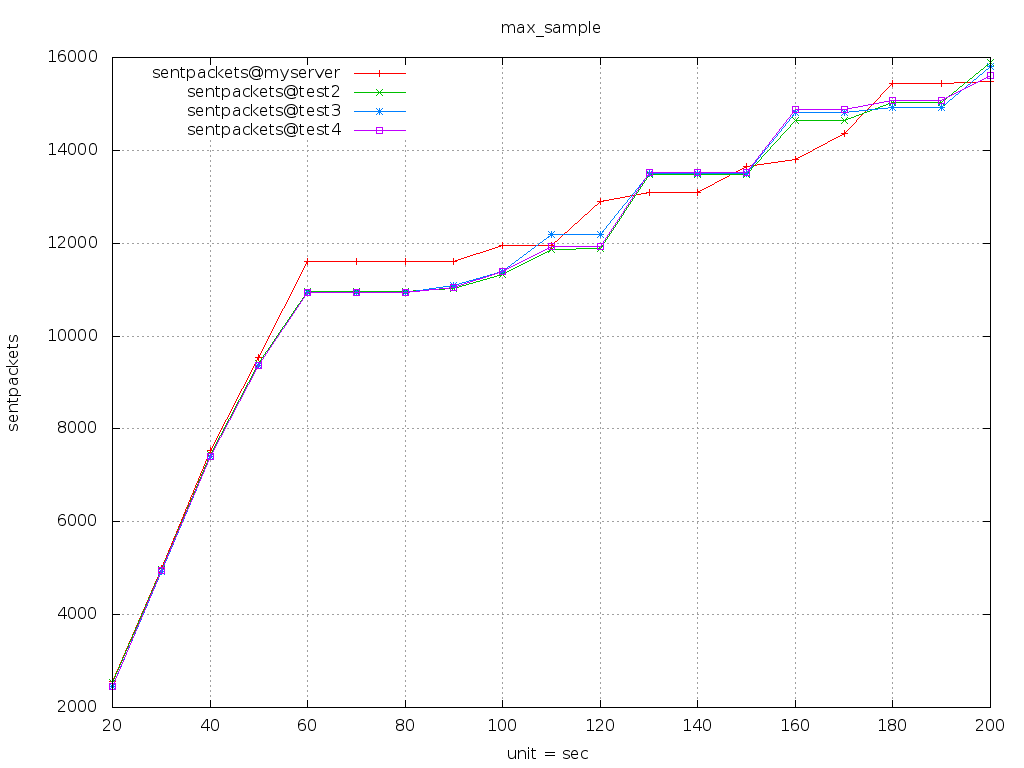 max_sample
16000
14000
12000
10000
8000
6000
4000
2000
sentpackets
sentpackets@myserver
sentpackets@test2
sentpackets@test3
sentpackets@test4
20 40 60 80 100 120 140 160 180 200
unit = sec